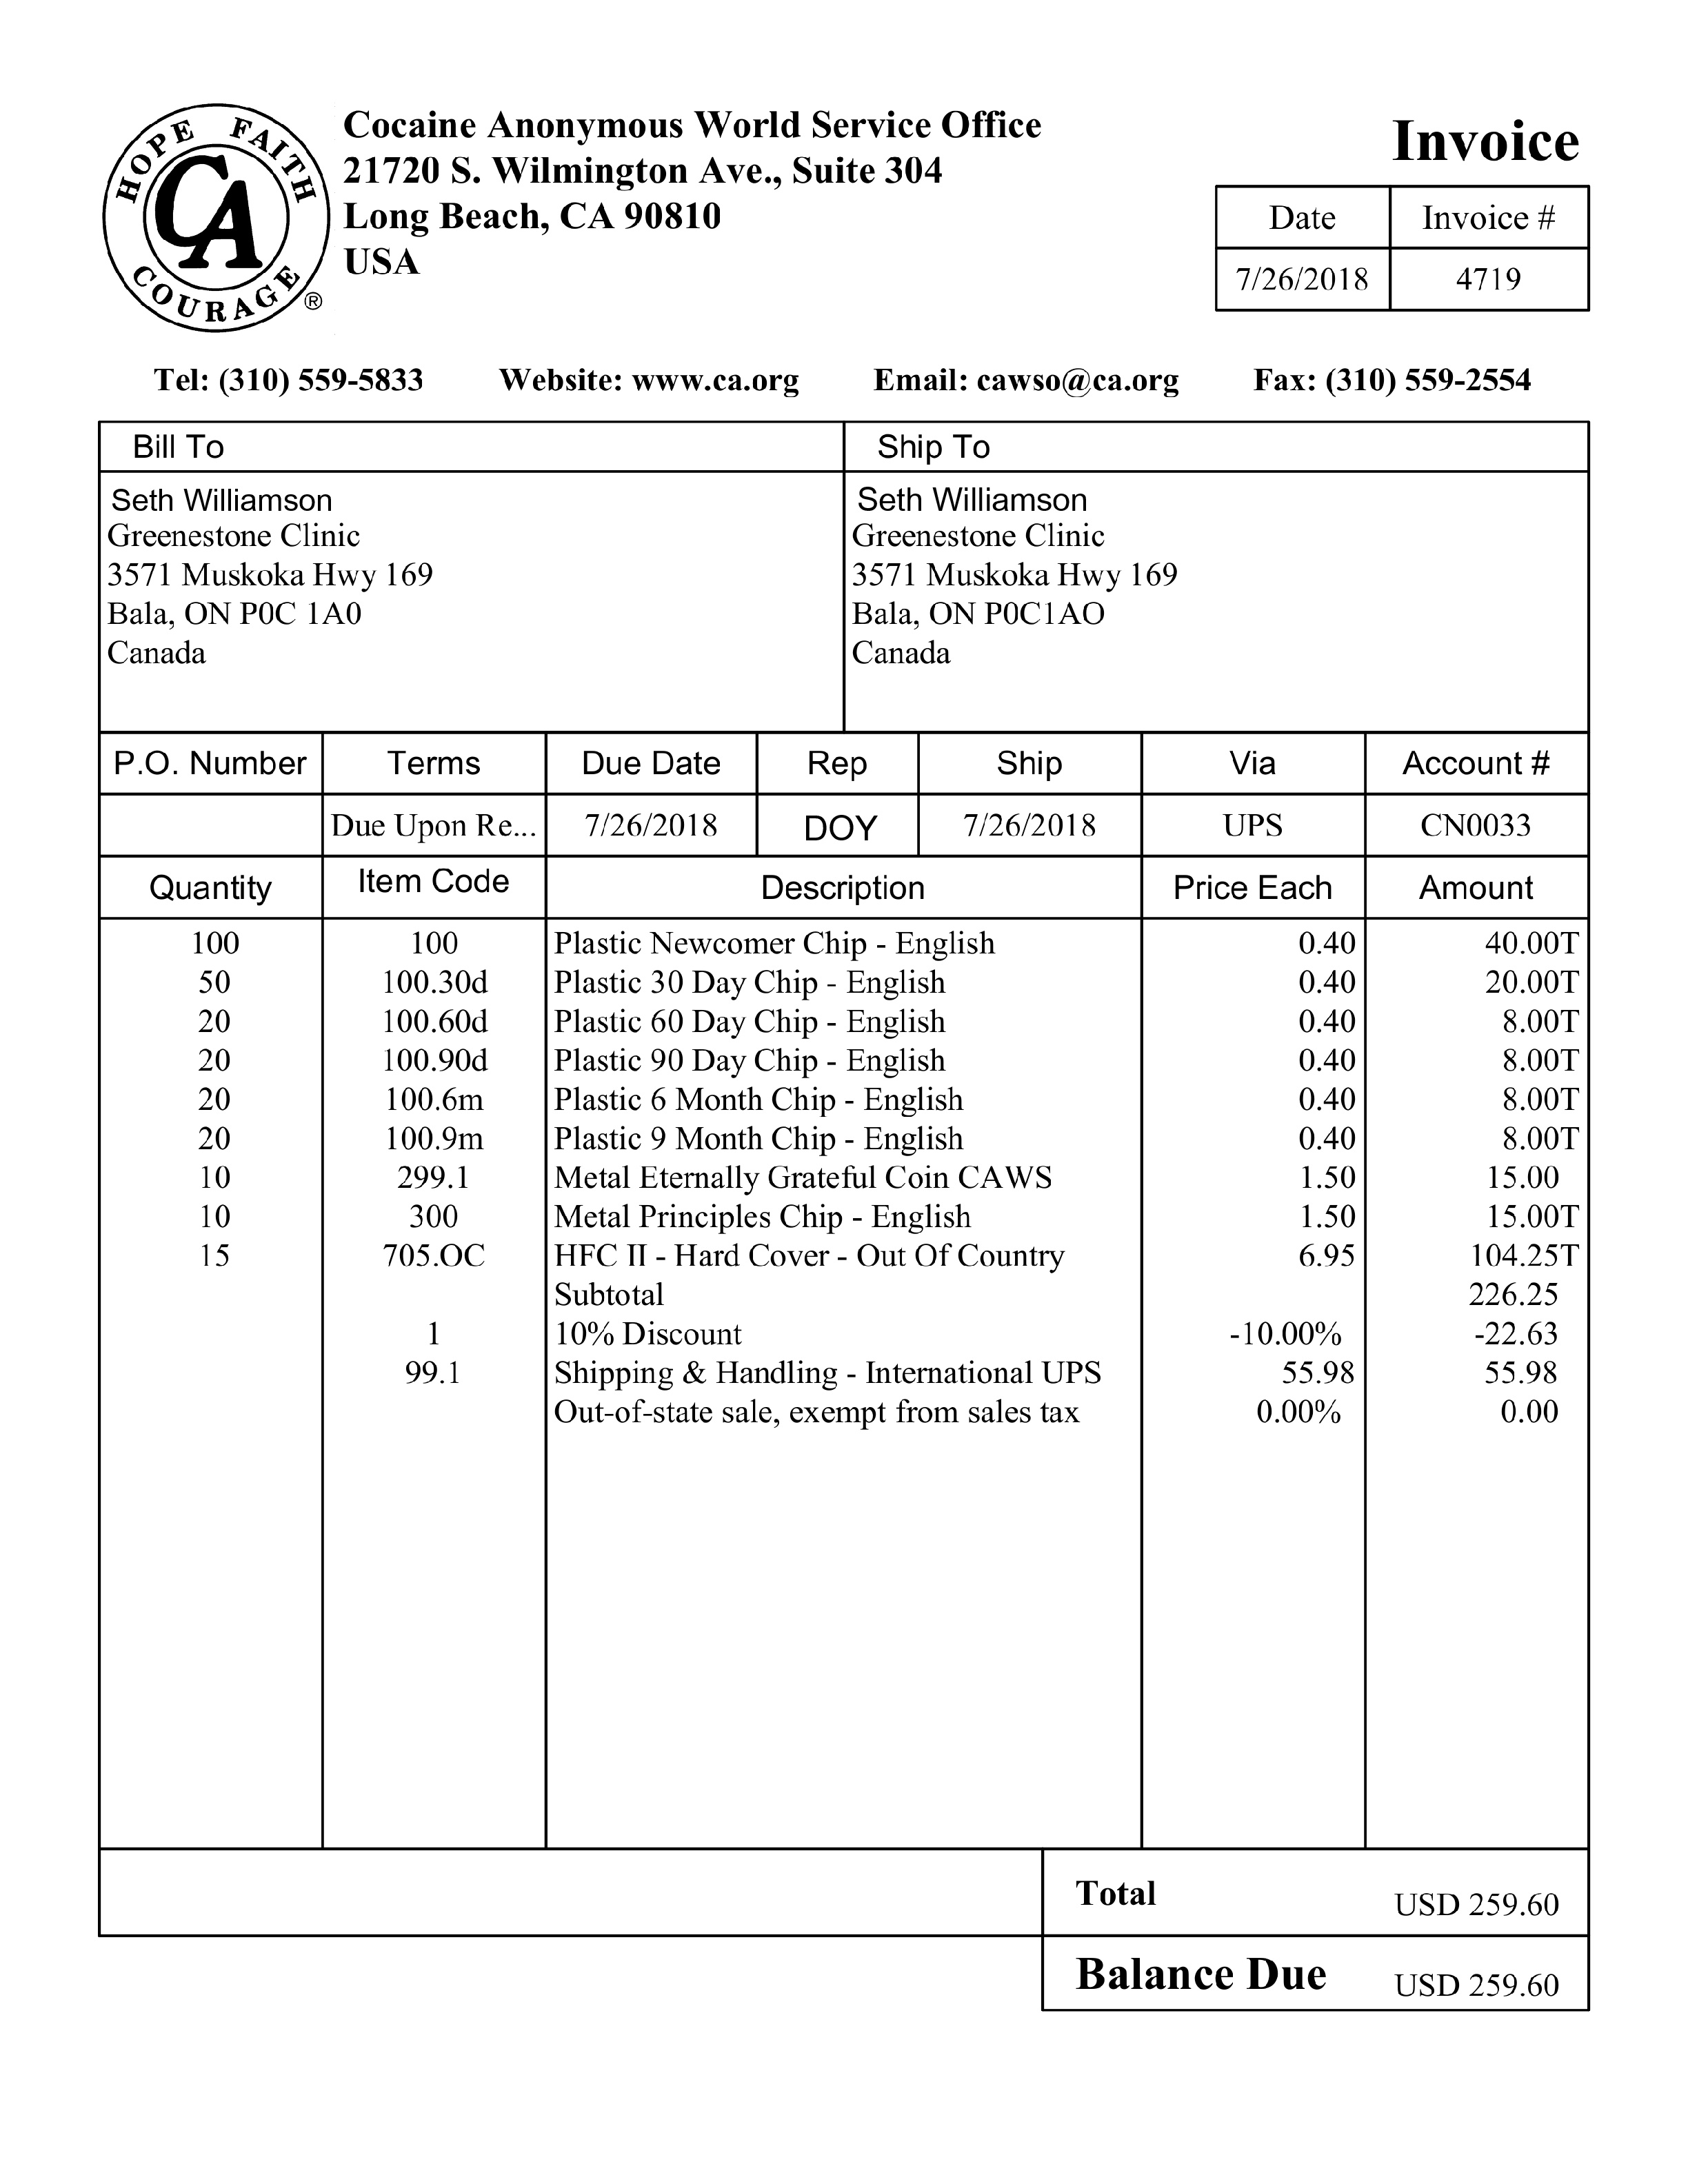 HOPE FAITH
CA
COURAGE ®
Cocaine Anonymous World Service Office
21720 S. Wilmington Ave., Suite 304
Long Beach, CA 90810
USA
Invoice
Date Invoice #
7/26/2018 4719
Tel: (310) 559-5833 Website: www.ca.org Email: cawso@ca.org Fax: (310) 559-2554
Bill To
Seth Williamson
Greenestone Clinic
3571 Muskoka Hwy 169
Bala, ON P0C 1A0
Canada
Ship To
Seth Williamson
Greenestone Clinic
3571 Muskoka Hwy 169
Bala, ON P0C1AO
Canada
P.O. Number Terms Due Date Rep Ship Via Account #
Due Upon Re... 7/26/2018 DOY 7/26/2018 UPS CN0033
Quantity Item Code Description Price Each Amount
100 100 Plastic Newcomer Chip - English 0.40 40.00T
50 100.30d Plastic 30 Day Chip - English 0.40 20.00T
20 100.60d Plastic 60 Day Chip - English 0.40 8.00T
20 100.90d Plastic 90 Day Chip - English 0.40 8.00T
20 100.6m Plastic 6 Month Chip - English 0.40 8.00T
20 100.9m Plastic 9 Month Chip - English 0.40 8.00T
10 299.1 Metal Eternally Grateful Coin CAWS 1.50 15.00
10 300 Metal Principles Chip - English 1.50 15.00T
15 705.OC HFC II - Hard Cover - Out Of Country 6.95 104.25T
Subtotal 226.25
1 10% Discount -10.00% -22.63
99.1 Shipping & Handling - International UPS 55.98 55.98
Out-of-state sale, exempt from sales tax 0.00% 0.00
Total USD 259.60
Balance Due USD 259.60